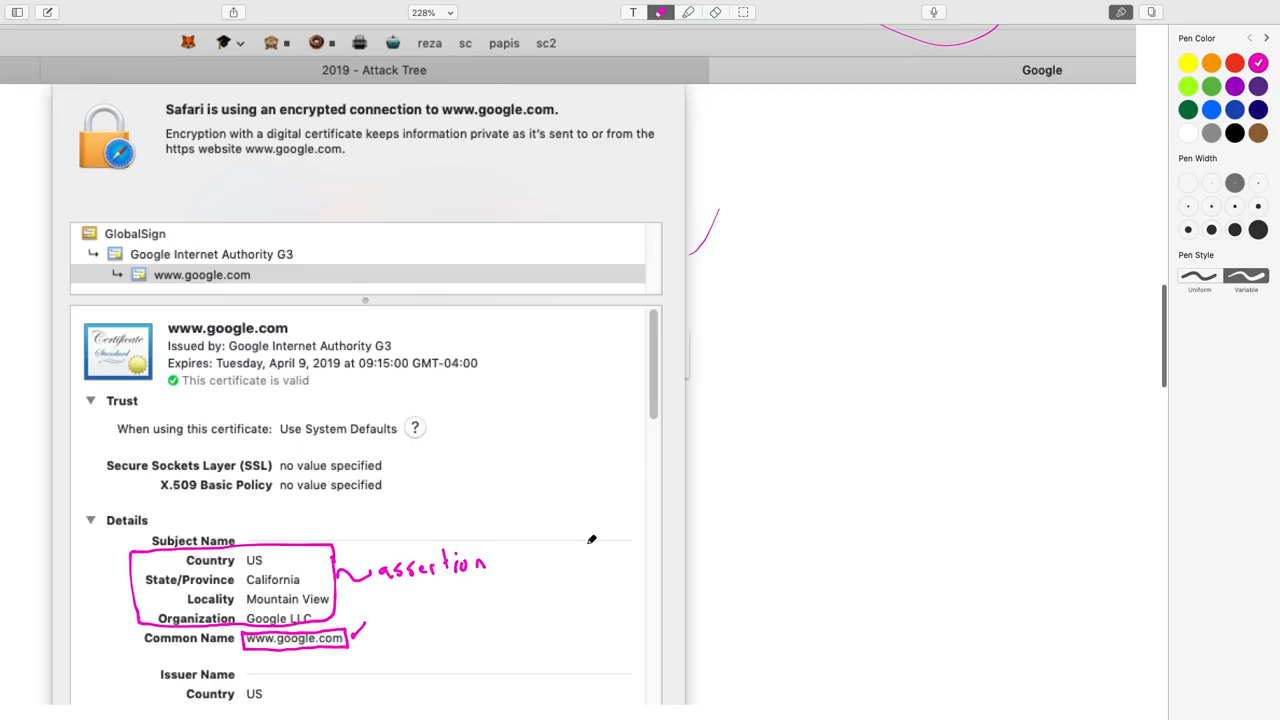 228%
T
reza sc papis sc2
2019 - Attack Tree
Google
Safari is using an encrypted connection to www.google.com.
Encryption with a digital certificate keeps information private as it's sent to or from the
https website www.google.com.
GlobalSign
Google Internet Authority G3
www.google.com
Certificate
Standard
www.google.com
Issued by: Google Internet Authority G3
Expires: Tuesday, April 9, 2019 at 09:15:00 GMT-04:00
This certificate is valid
Trust
When using this certificate: Use System Defaults ?
Secure Sockets Layer (SSL) no value specified
X.509 Basic Policy no value specified
Details
Subject Name
Country US
State/Province California
Locality Mountain View
Organization Google LLC
Common Name www.google.com
assertion
Issuer Name
Country US
Pen Color
Pen Width
Pen Style
Uniform Variable